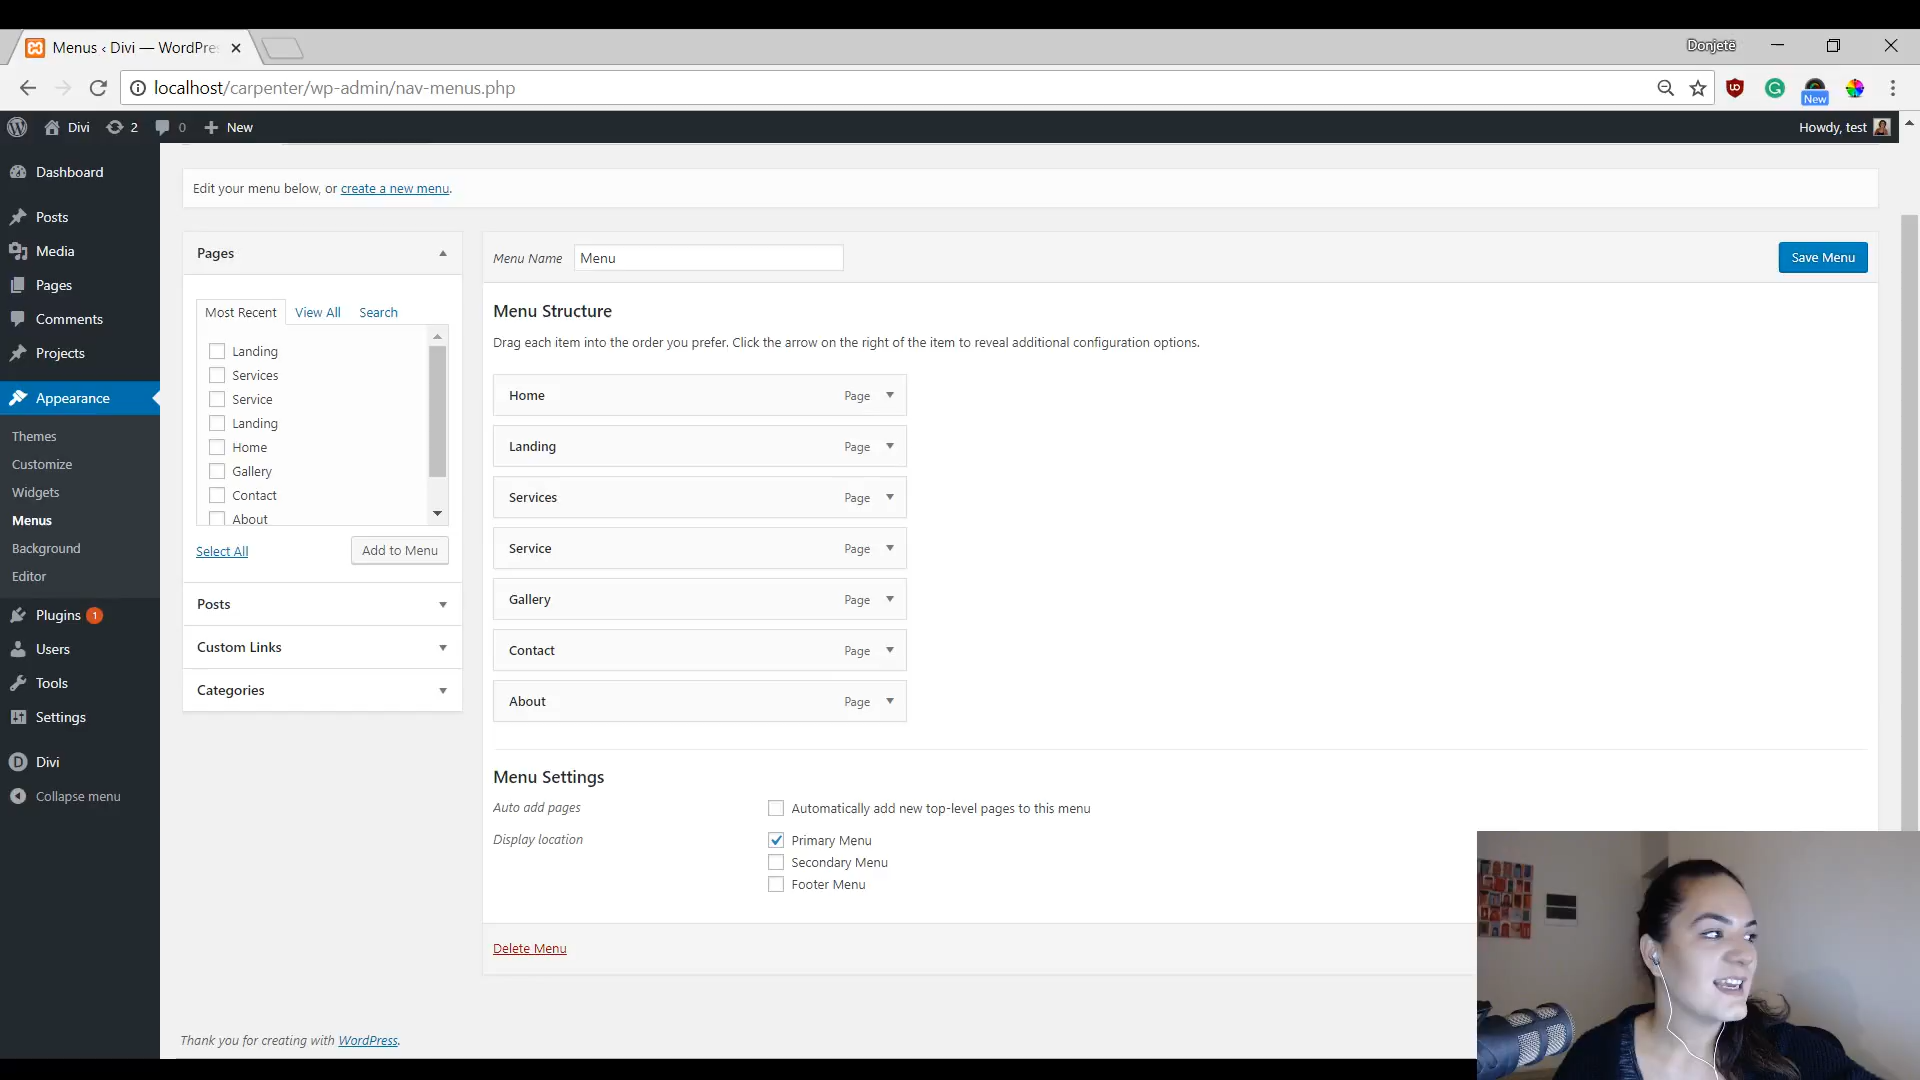 Menus ‹ Divi — WordPre
Donjetë
localhost/carpenter/wp-admin/nav-menus.php
New
Divi
2
0
New
Howdy, test
Dashboard
Posts
Media
Pages
Comments
Projects
Appearance
Themes
Customize
Widgets
Menus
Background
Editor
Plugins 1
Users
Tools
Settings
Divi
Collapse menu
Edit your menu below, or create a new menu.
Pages
Most Recent
View All
Search
Landing
Services
Service
Landing
Home
Gallery
Contact
About
Select All
Add to Menu
Posts
Custom Links
Categories
Menu Name
Menu
Save Menu
Menu Structure
Drag each item into the order you prefer. Click the arrow on the right of the item to reveal additional configuration options.
Home Page
Landing Page
Services Page
Service Page
Gallery Page
Contact Page
About Page
Menu Settings
Auto add pages
Automatically add new top-level pages to this menu
Display location
Primary Menu
Secondary Menu
Footer Menu
Delete Menu
Thank you for creating with WordPress.